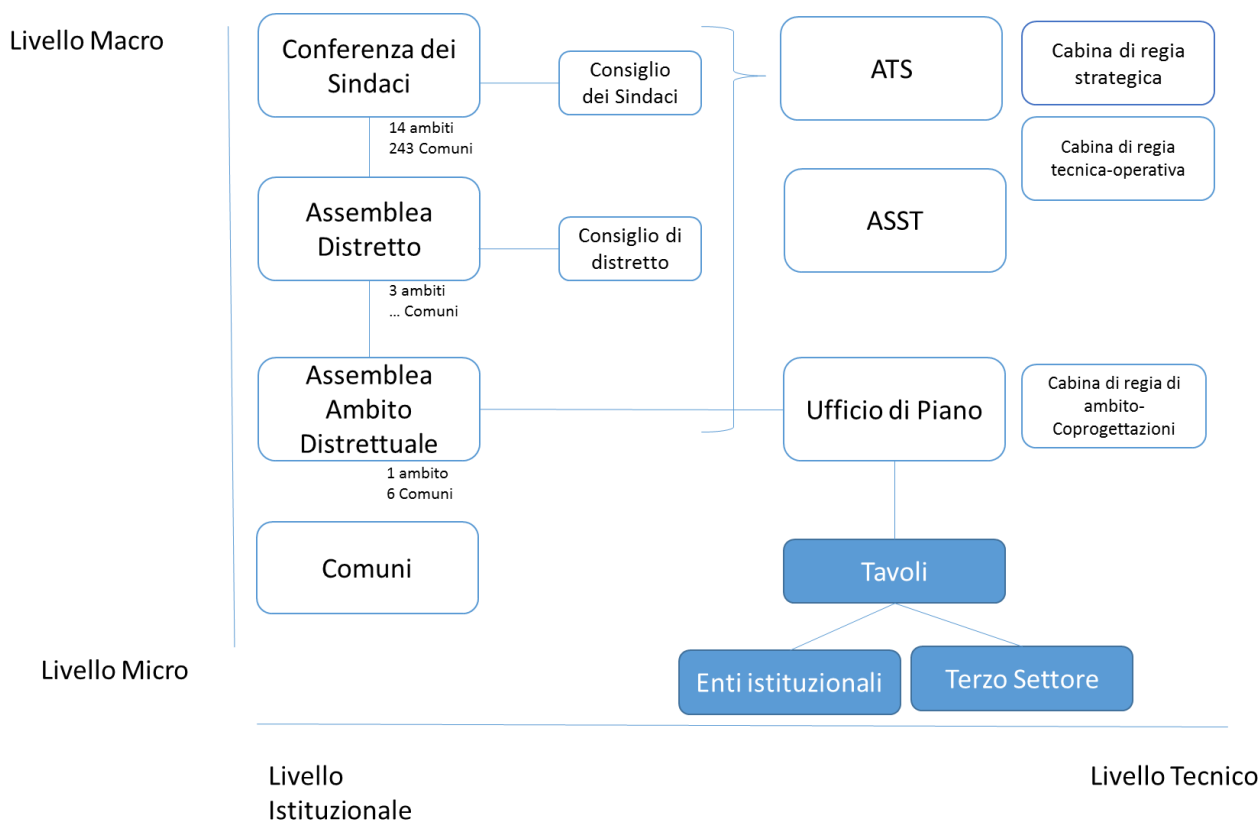 Livello Macro
Conferenza dei
Sindaci
Consiglio
dei Sindaci
14 ambiti
243 Comuni
ATS
Cabina di regia
strategica
Cabina di regia
tecnica-operativa
Assemblea
Distretto
Consiglio di
distretto
3 ambiti
... Comuni
ASST
Assemblea
Ambito
Distrettuale
1 ambito
6 Comuni
Ufficio di Piano
Cabina di regia di
ambito-
Coprogettazioni
Comuni
Tavoli
Enti istituzionali
Terzo Settore
Livello Micro
Livello
Istituzionale
Livello Tecnico